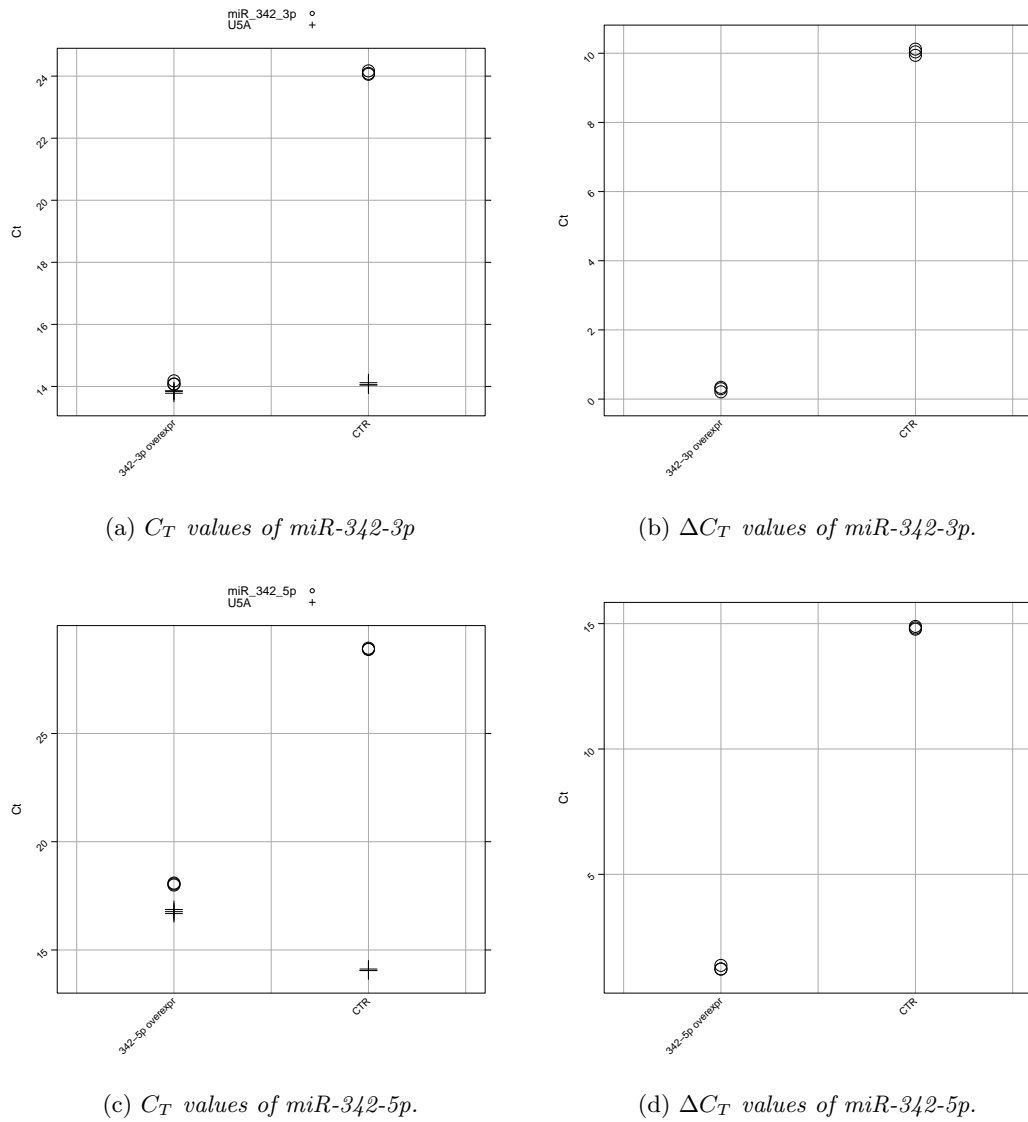 miR_342_3p
U5A
Ct
24
22
20
18
16
14
342−3p overexpr
CTR
Ct
10
8
6
4
2
0
342−3p overexpr
CTR
(a) C_T values of miR-342-3p
(b) ΔC_T values of miR-342-3p.
miR_342_5p
U5A
Ct
25
20
15
342−5p overexpr
CTR
Ct
15
10
5
342−5p overexpr
CTR
(c) C_T values of miR-342-5p.
(d) ΔC_T values of miR-342-5p.